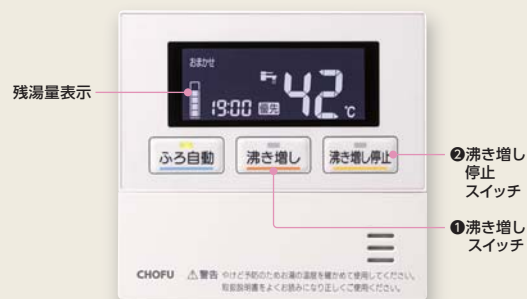 残湯量表示
おまかせ
19:00 優先 42℃
ふろ自動
沸き増し
沸き増し停止
❷沸き増し
停止
スイッチ
❶沸き増し
スイッチ
CHOFU ⚠警告 やけど予防のためお湯の温度を確かめて使用してください。
取扱説明書をよくお読みになり正しくご使用ください。